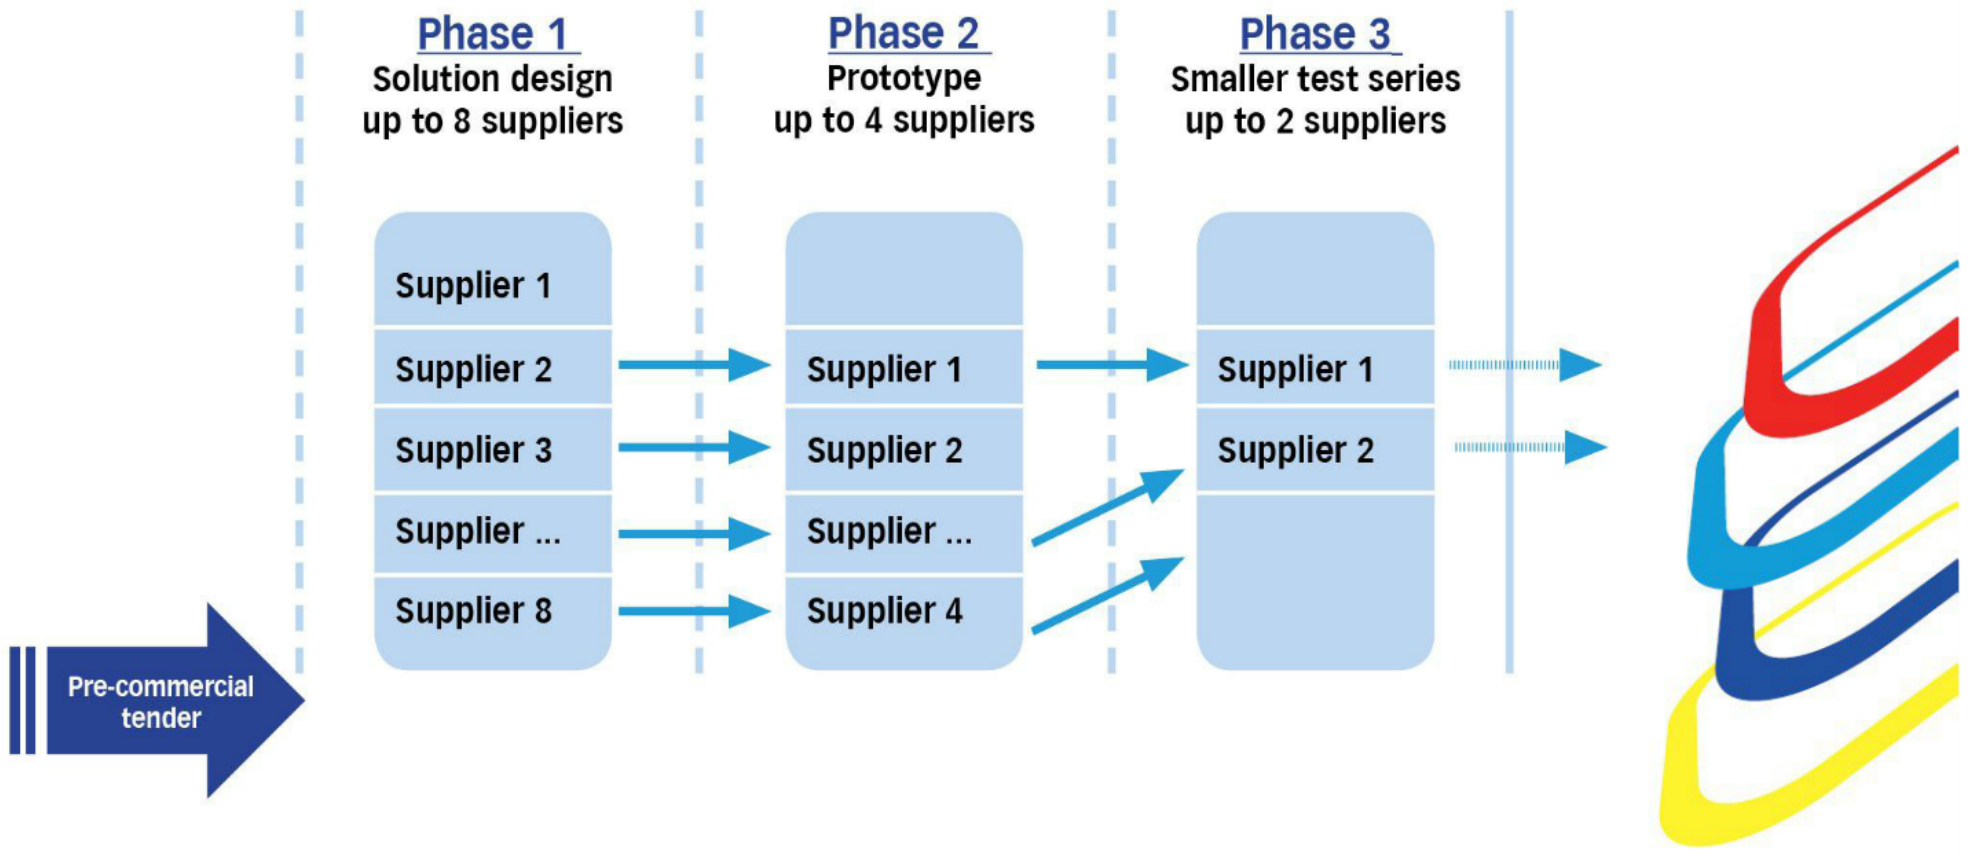 Phase 1
Solution design
up to 8 suppliers
Supplier 1
Supplier 2
Supplier 3
Supplier ...
Supplier 8
Phase 2
Prototype
up to 4 suppliers
Supplier 1
Supplier 2
Supplier ...
Supplier 4
Phase 3
Smaller test series
up to 2 suppliers
Supplier 1
Supplier 2
Pre-commercial
tender